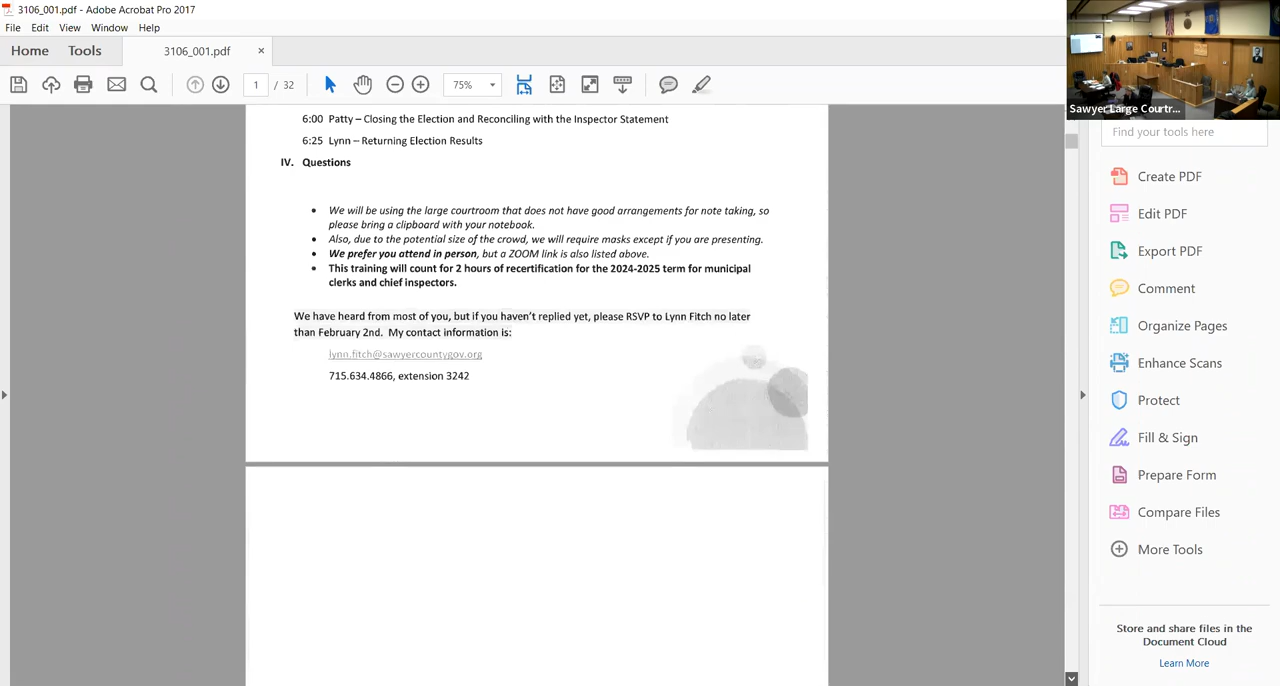 3106_001.pdf - Adobe Acrobat Pro 2017
File Edit View Window Help
Home Tools 3106_001.pdf ×
1 / 32 75%
Sawyer Large Courtr...
6:00 Patty – Closing the Election and Reconciling with the Inspector Statement
6:25 Lynn – Returning Election Results
IV. Questions
• We will be using the large courtroom that does not have good arrangements for note taking, so
please bring a clipboard with your notebook.
• Also, due to the potential size of the crowd, we will require masks except if you are presenting.
• We prefer you attend in person, but a ZOOM link is also listed above.
• This training will count for 2 hours of recertification for the 2024-2025 term for municipal
clerks and chief inspectors.
We have heard from most of you, but if you haven't replied yet, please RSVP to Lynn Fitch no later
than February 2nd. My contact information is:
lynn.fitch@sawyercountygov.org
715.634.4866, extension 3242
Find your tools here
Create PDF
Edit PDF
Export PDF
Comment
Organize Pages
Enhance Scans
Protect
Fill & Sign
Prepare Form
Compare Files
More Tools
Store and share files in the
Document Cloud
Learn More